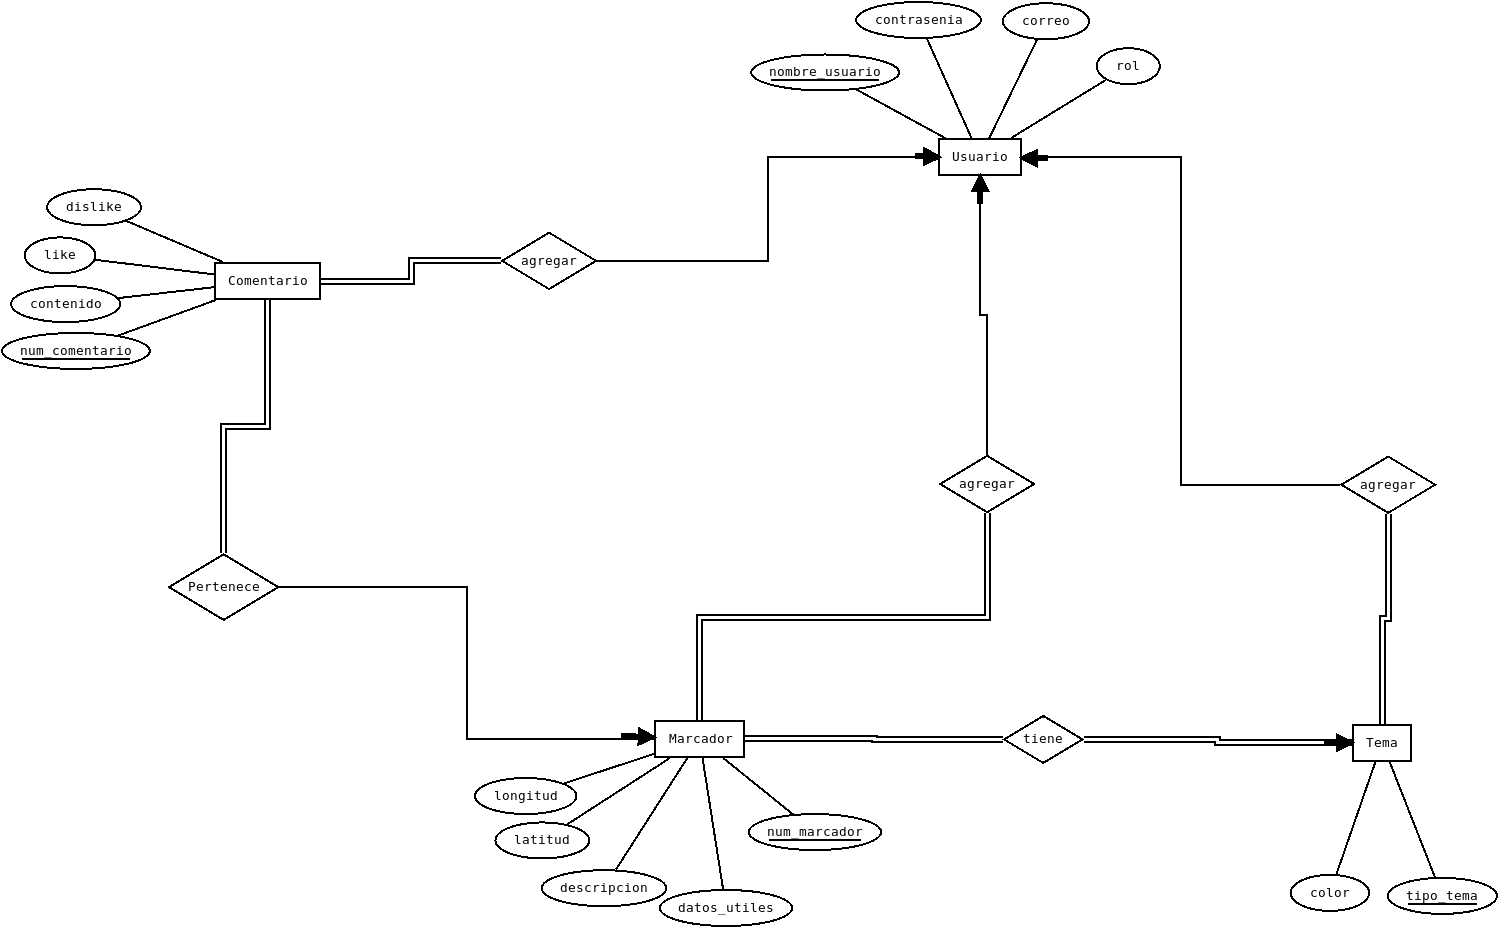 contrasenia
correo
rol
nombre_usuario
Usuario
dislike
like
contenido
num_comentario
Comentario
agregar
agregar
agregar
Pertenece
Marcador
tiene
Tema
longitud
latitud
descripcion
datos_utiles
num_marcador
color
tipo_tema